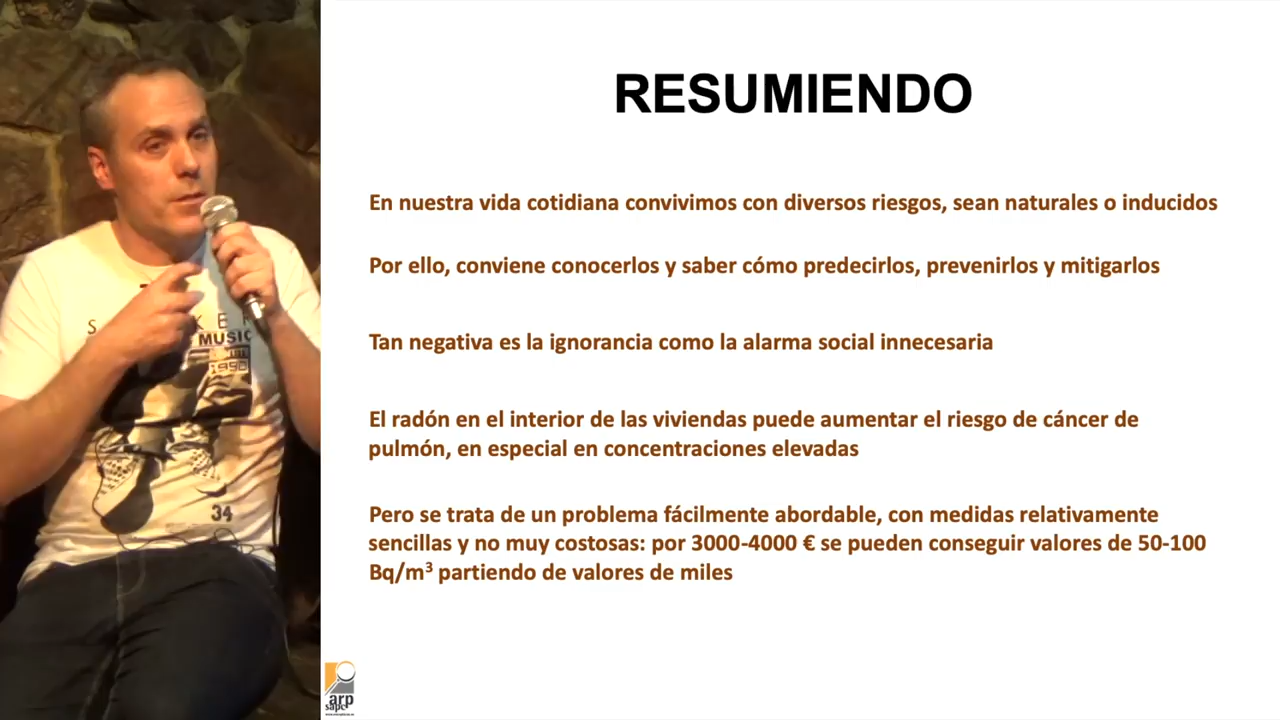 RESUMIENDO
En nuestra vida cotidiana convivimos con diversos riesgos, sean naturales o inducidos
Por ello, conviene conocerlos y saber cómo predecirlos, prevenirlos y mitigarlos
Tan negativa es la ignorancia como la alarma social innecesaria
El radón en el interior de las viviendas puede aumentar el riesgo de cáncer de
pulmón, en especial en concentraciones elevadas
Pero se trata de un problema fácilmente abordable, con medidas relativamente
sencillas y no muy costosas: por 3000-4000 € se pueden conseguir valores de 50-100
Bq/m³ partiendo de valores de miles
MUSIC
1990
34
arp
sapc